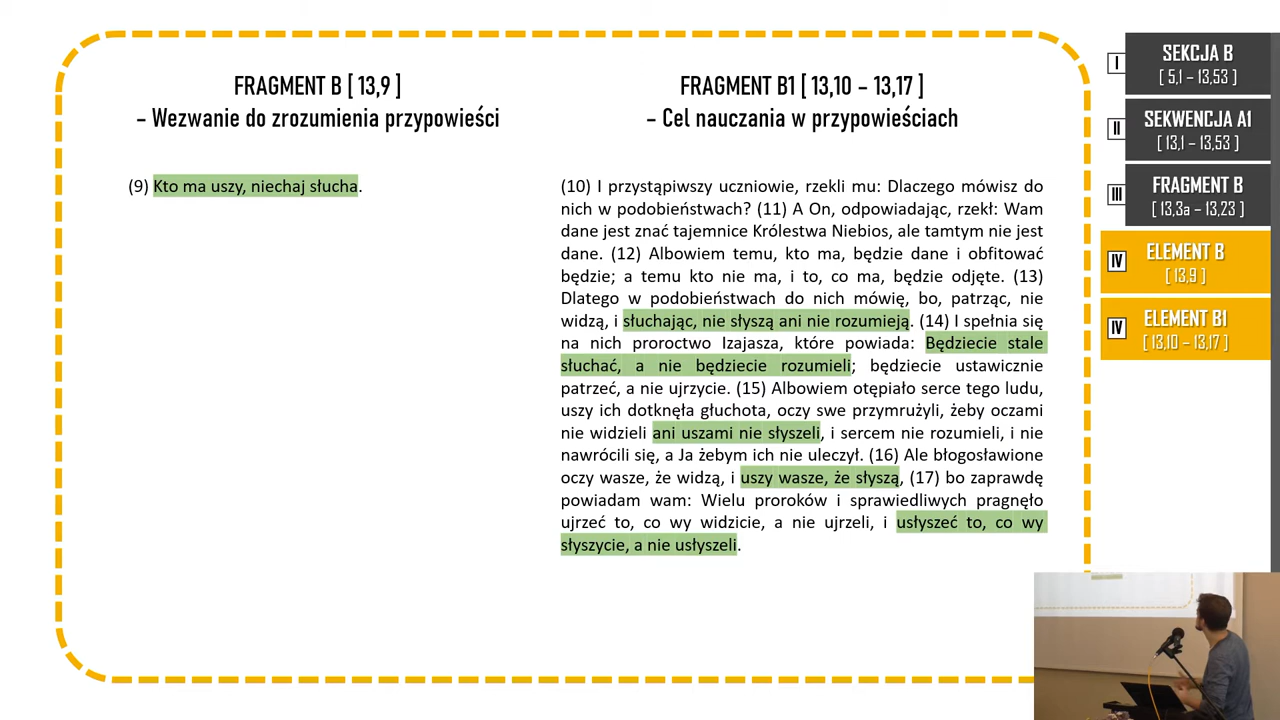 FRAGMENT B [ 13,9 ]
– Wezwanie do zrozumienia przypowieści
(9) Kto ma uszy, niechaj słucha.
FRAGMENT B1 [ 13,10 – 13,17 ]
– Cel nauczania w przypowieściach
(10) I przystąpiwszy uczniowie, rzekli mu: Dlaczego mówisz do
nich w podobieństwach? (11) A On, odpowiadając, rzekł: Wam
dane jest znać tajemnice Królestwa Niebios, ale tamtym nie jest
dane. (12) Albowiem temu, kto ma, będzie dane i obfitować
będzie; a temu kto nie ma, i to, co ma, będzie odjęte. (13)
Dlatego w podobieństwach do nich mówię, bo, patrząc, nie
widzą, i słuchając, nie słyszą ani nie rozumieją. (14) I spełnia się
na nich proroctwo Izajasza, które powiada: Będziecie stale
słuchać, a nie będziecie rozumieli; będziecie ustawicznie
patrzeć, a nie ujrzycie. (15) Albowiem otępiało serce tego ludu,
uszy ich dotknęła głuchota, oczy swe przymrużyli, żeby oczami
nie widzieli ani uszami nie słyszeli, i sercem nie rozumieli, i nie
nawrócili się, a Ja żebym ich nie uleczył. (16) Ale błogosławione
oczy wasze, że widzą, i uszy wasze, że słyszą, (17) bo zaprawdę
powiadam wam: Wielu proroków i sprawiedliwych pragnęło
ujrzeć to, co wy widzicie, a nie ujrzeli, i usłyszeć to, co wy
słyszycie, a nie usłyszeli.
I
SEKCJA B
[ 5,1 – 13,53 ]
II
SEKWENCJA A1
[ 13,1 – 13,53 ]
III
FRAGMENT B
[ 13,3a – 13,23 ]
IV
ELEMENT B
[ 13,9 ]
IV
ELEMENT B1
[ 13,10 – 13,17 ]